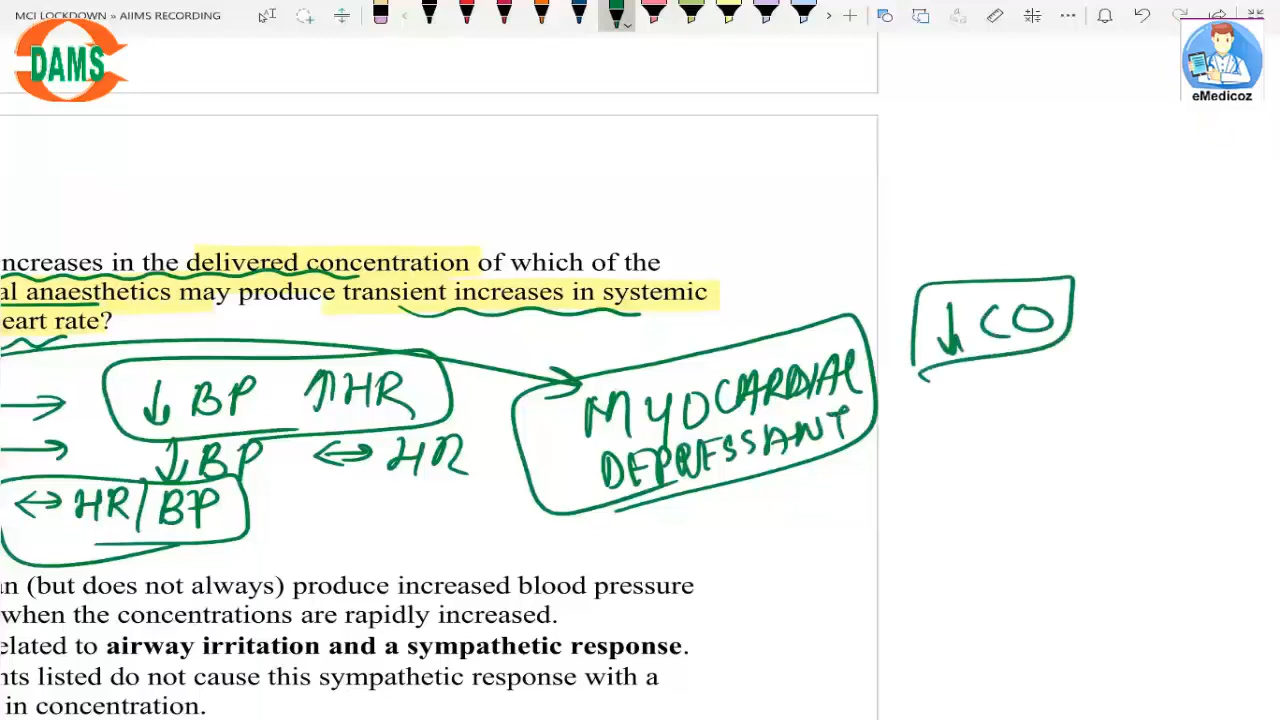 MCI LOCKDOWN » AIIMS RECORDING
DAMS
eMedicoz
ncreases in the delivered concentration of which of the
al anaesthetics may produce transient increases in systemic
eart rate?
↓ CO
→ ↓ BP ↑ HR
MYOCARDIAL
DEPRESSANT
→ ↓ BP ↔ HR
↔ HR / BP
n (but does not always) produce increased blood pressure
when the concentrations are rapidly increased.
elated to airway irritation and a sympathetic response.
nts listed do not cause this sympathetic response with a
in concentration.